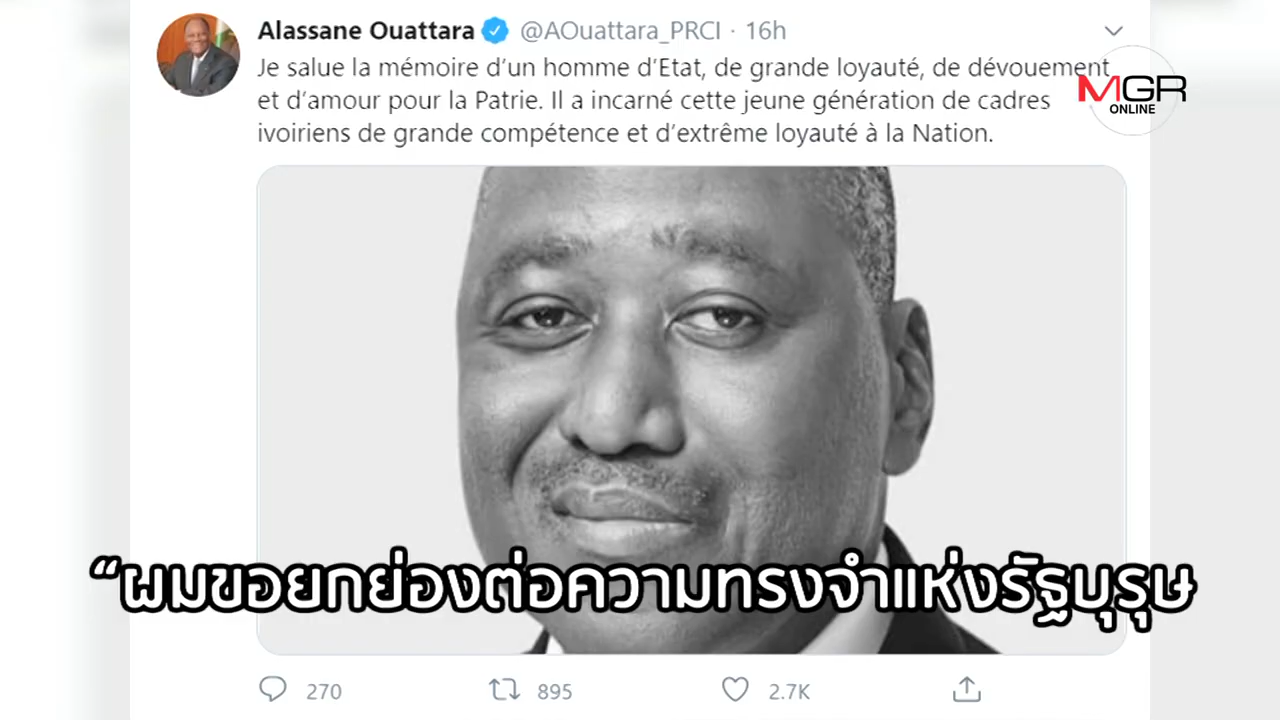 Alassane Ouattara @AOuattara_PRCI · 16h
Je salue la mémoire d'un homme d'Etat, de grande loyauté, de dévouement
et d'amour pour la Patrie. Il a incarné cette jeune génération de cadres
ivoiriens de grande compétence et d'extrême loyauté à la Nation.
MGR
ONLINE
“ผมขอยกย่องต่อความทรงจำแห่งรัฐบุรุษ
270 895 2.7K